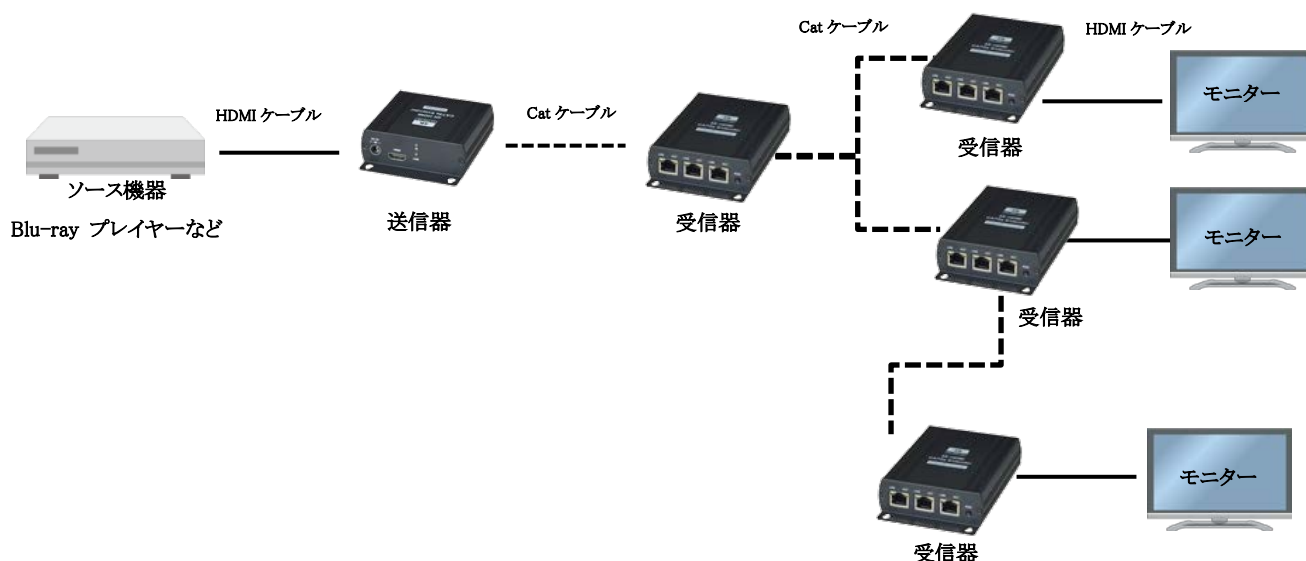 Cat ケーブル
HDMI ケーブル
モニター
受信器
HDMI ケーブル
Cat ケーブル
ソース機器
Blu-ray プレイヤーなど
送信器
受信器
モニター
受信器
モニター
受信器